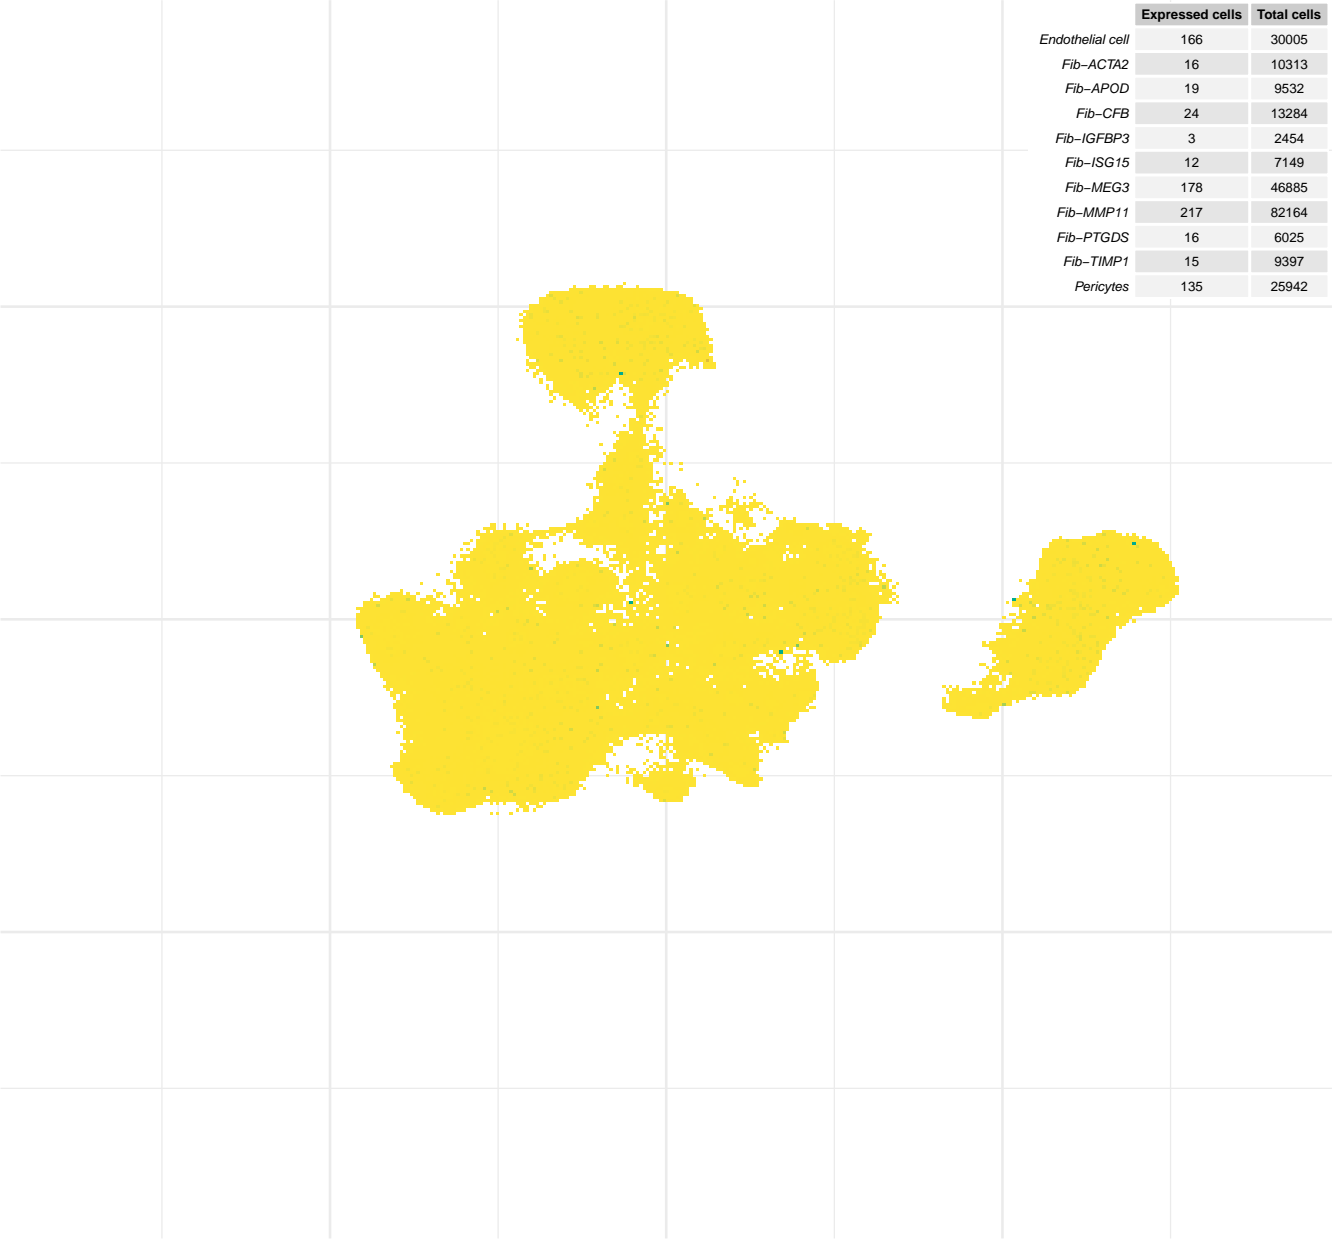 Expressed cells Total cells
Endothelial cell 166 30005
Fib−ACTA2 16 10313
Fib−APOD 19 9532
Fib−CFB 24 13284
Fib−IGFBP3 3 2454
Fib−ISG15 12 7149
Fib−MEG3 178 46885
Fib−MMP11 217 82164
Fib−PTGDS 16 6025
Fib−TIMP1 15 9397
Pericytes 135 25942